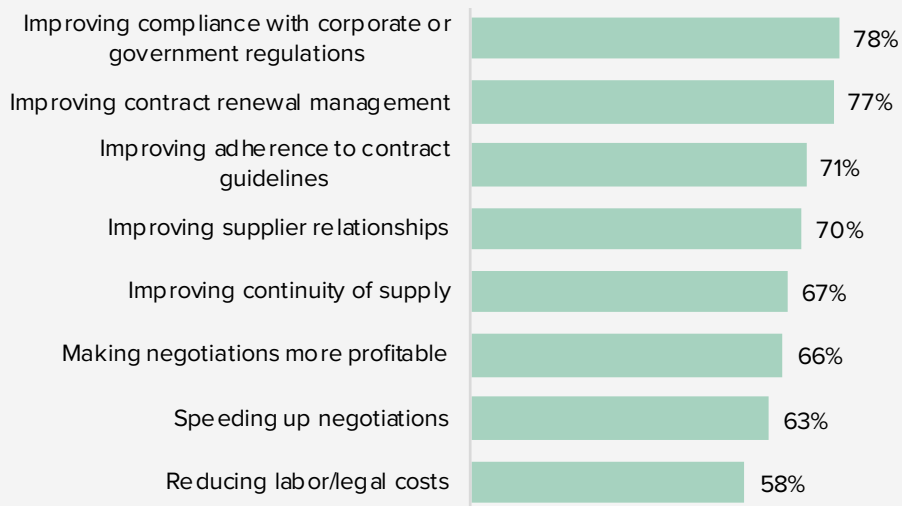 Improving compliance with corporate or
government regulations
78%
Improving contract renewal management
77%
Improving adherence to contract
guidelines
71%
Improving supplier relationships
70%
Improving continuity of supply
67%
Making negotiations more profitable
66%
Speeding up negotiations
63%
Reducing labor/legal costs
58%